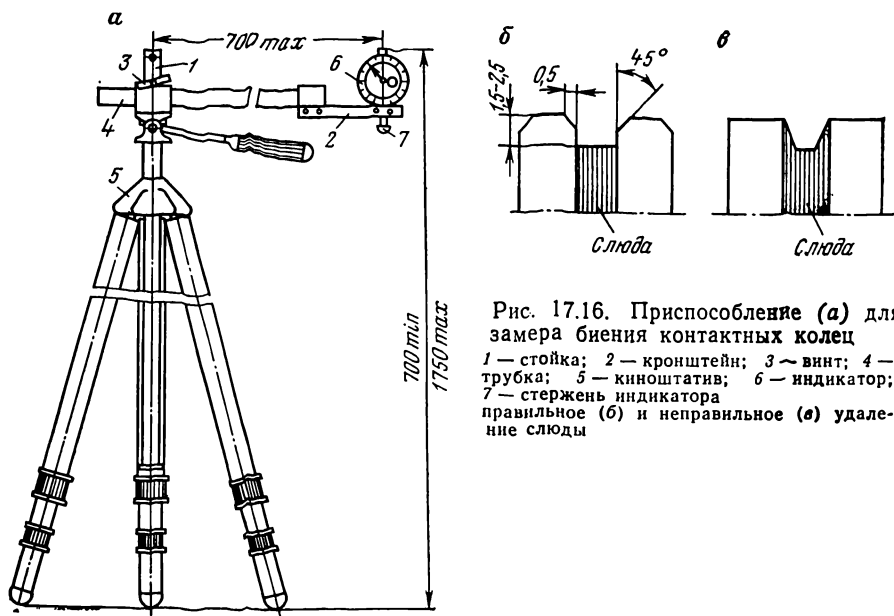 а
700 max
3
1
6
4
2
7
5
700 min
1750 max
б
в
1,5-2,5
0,5
45°
Слюда
Слюда
Рис. 17.16. Приспособление (а) для
замера биения контактных колец
1 — стойка; 2 — кронштейн; 3 ~ винт; 4 —
трубка; 5 — киноштатив; 6 — индикатор;
7 — стержень индикатора
правильное (б) и неправильное (в) удале-
ние слюды